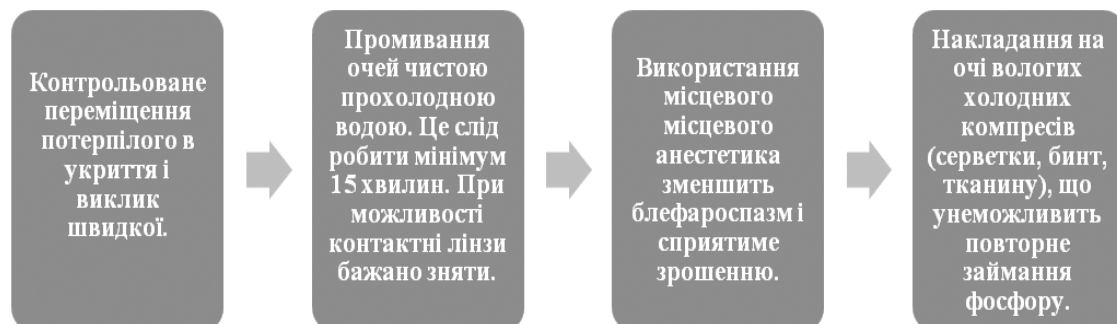 Контрольоване
переміщення
потерпілого в
укриття і
виклик
швидкої.
Промивання
очей чистою
прохолодною
водою. Це слід
робити мінімум
15 хвилин. При
можливості
контактні лінзи
бажано зняти.
Використання
місцевого
місцевого
анестетика
зменшить
блефароспазм і
сприятиме
зрошенню.
Накладання на
очі вологих
холодних
компресів
(серветки, бинт,
тканину), що
унеможливить
повторне
займання
фосфору.